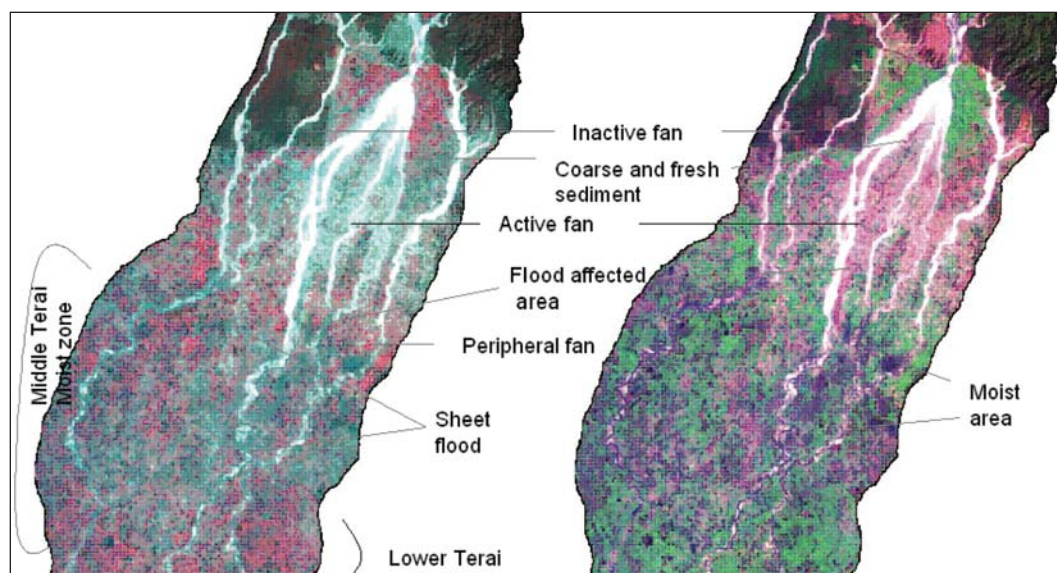 Inactive fan
Coarse and fresh
sediment
Active fan
Flood affected
area
Middle Terai
Moist zone
Peripheral fan
Moist
area
Sheet
flood
Lower Terai